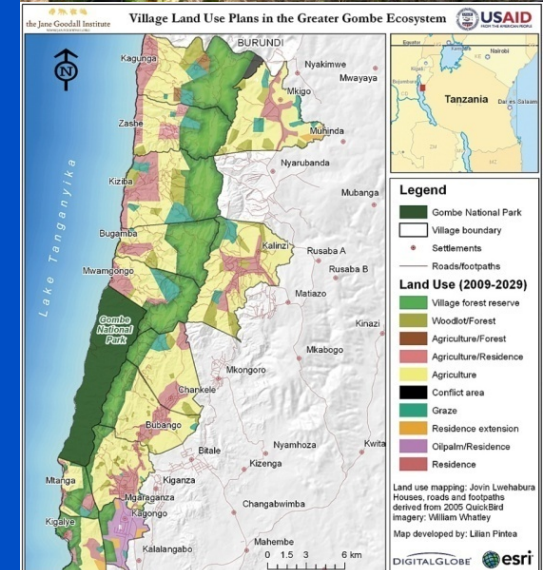 the Jane Goodall Institute
Village Land Use Plans in the Greater Gombe Ecosystem
USAID
FROM THE AMERICAN PEOPLE
N
Lake Tanganyika
BURUNDI
Kagunga
Nyakimwe
Mwayaya
Mkigo
Zashe
Muhinda
Nyarubanda
Kiziba
Mubanga
Bugamba
Kalinzi
Rusaba A
Mwamgongo
Rusaba B
Matiazo
Gombe
National
Park
Kinazi
Mkabogo
Mkongoro
Chankele
Bubango
Bitale
Nyamhoza
Kwita
Kizenga
Mtanga
Kiganza
Mgaraganza
Kagongo
Changabwimba
Kigalye
Mahembe
Kalalangabo
0 1.5 3 6 km
Nairobi
Tanzania
Dar es Salaam
Legend
Gombe National Park
Village boundary
Settlements
Roads/footpaths
Land Use (2009-2029)
Village forest reserve
Woodlot/Forest
Agriculture/Forest
Agriculture/Residence
Agriculture
Conflict area
Graze
Residence extension
Oilpalm/Residence
Residence
Land use mapping: Jovin Lwehabura
Houses, roads and footpaths
derived from 2005 QuickBird
imagery: William Whatley
Map developed by: Lilian Pintea
DIGITALGLOBE
esri